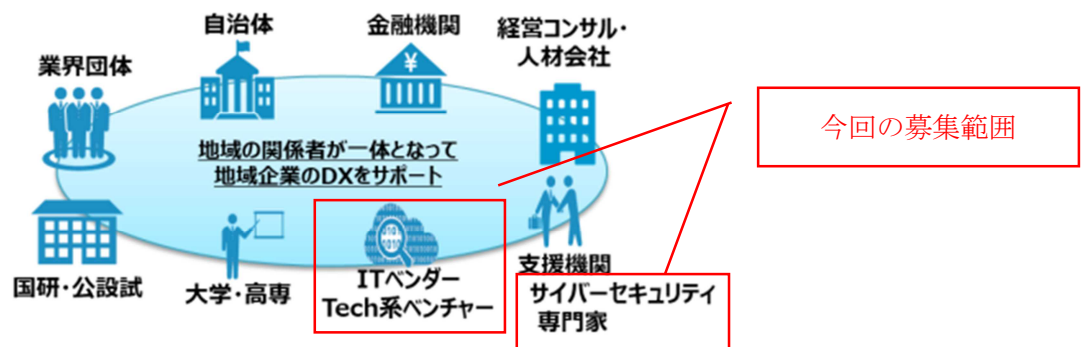 自治体
金融機関
経営コンサル・
人材会社
業界団体
¥
今回の募集範囲
地域の関係者が一体となって
地域企業のDXをサポート
国研・公設試
大学・高専
ITベンダー
Tech系ベンチャー
支援機関
サイバーセキュリティ
専門家